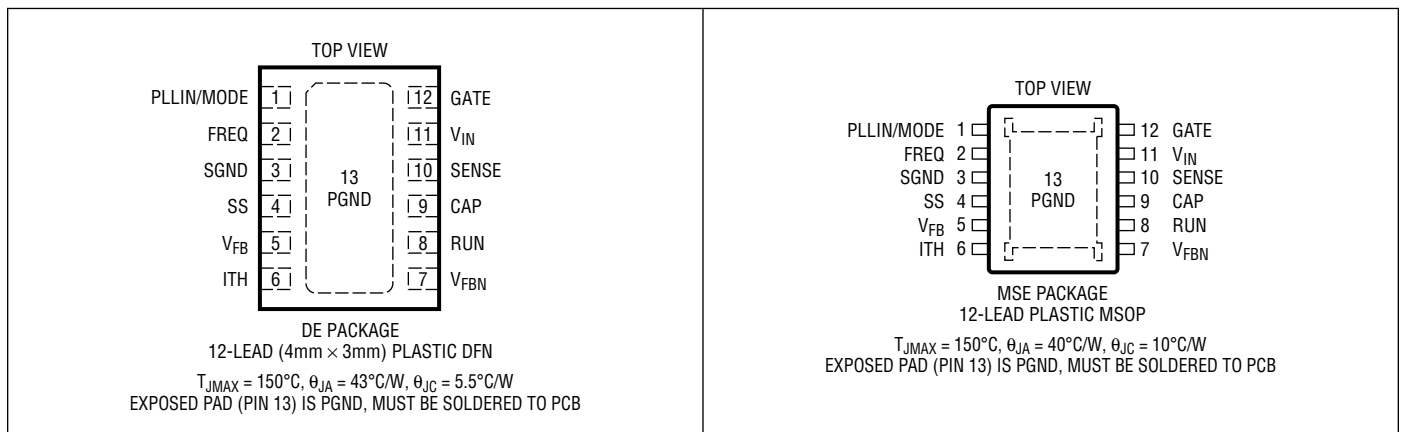 TOP VIEW
PLLIN/MODE 1
FREQ 2
SGND 3
SS 4
VFB 5
ITH 6
13
PGND
12 GATE
11 VIN
10 SENSE
9 CAP
8 RUN
7 VFBN
DE PACKAGE
12-LEAD (4mm × 3mm) PLASTIC DFN
TJMAX = 150°C, θJA = 43°C/W, θJC = 5.5°C/W
EXPOSED PAD (PIN 13) IS PGND, MUST BE SOLDERED TO PCB
TOP VIEW
PLLIN/MODE 1
FREQ 2
SGND 3
SS 4
VFB 5
ITH 6
13
PGND
12 GATE
11 VIN
10 SENSE
9 CAP
8 RUN
7 VFBN
MSE PACKAGE
12-LEAD PLASTIC MSOP
TJMAX = 150°C, θJA = 40°C/W, θJC = 10°C/W
EXPOSED PAD (PIN 13) IS PGND, MUST BE SOLDERED TO PCB